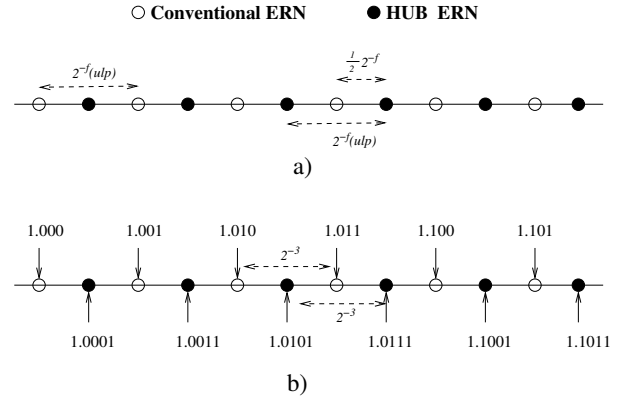 ○ Conventional ERN ● HUB ERN
2^{-f}(ulp) \frac{1}{2} 2^{-f}
2^{-f}(ulp)
a)
1.000 1.001 1.010 1.011 1.100 1.101
2^{-3}
2^{-3}
1.0001 1.0011 1.0101 1.0111 1.1001 1.1011
b)